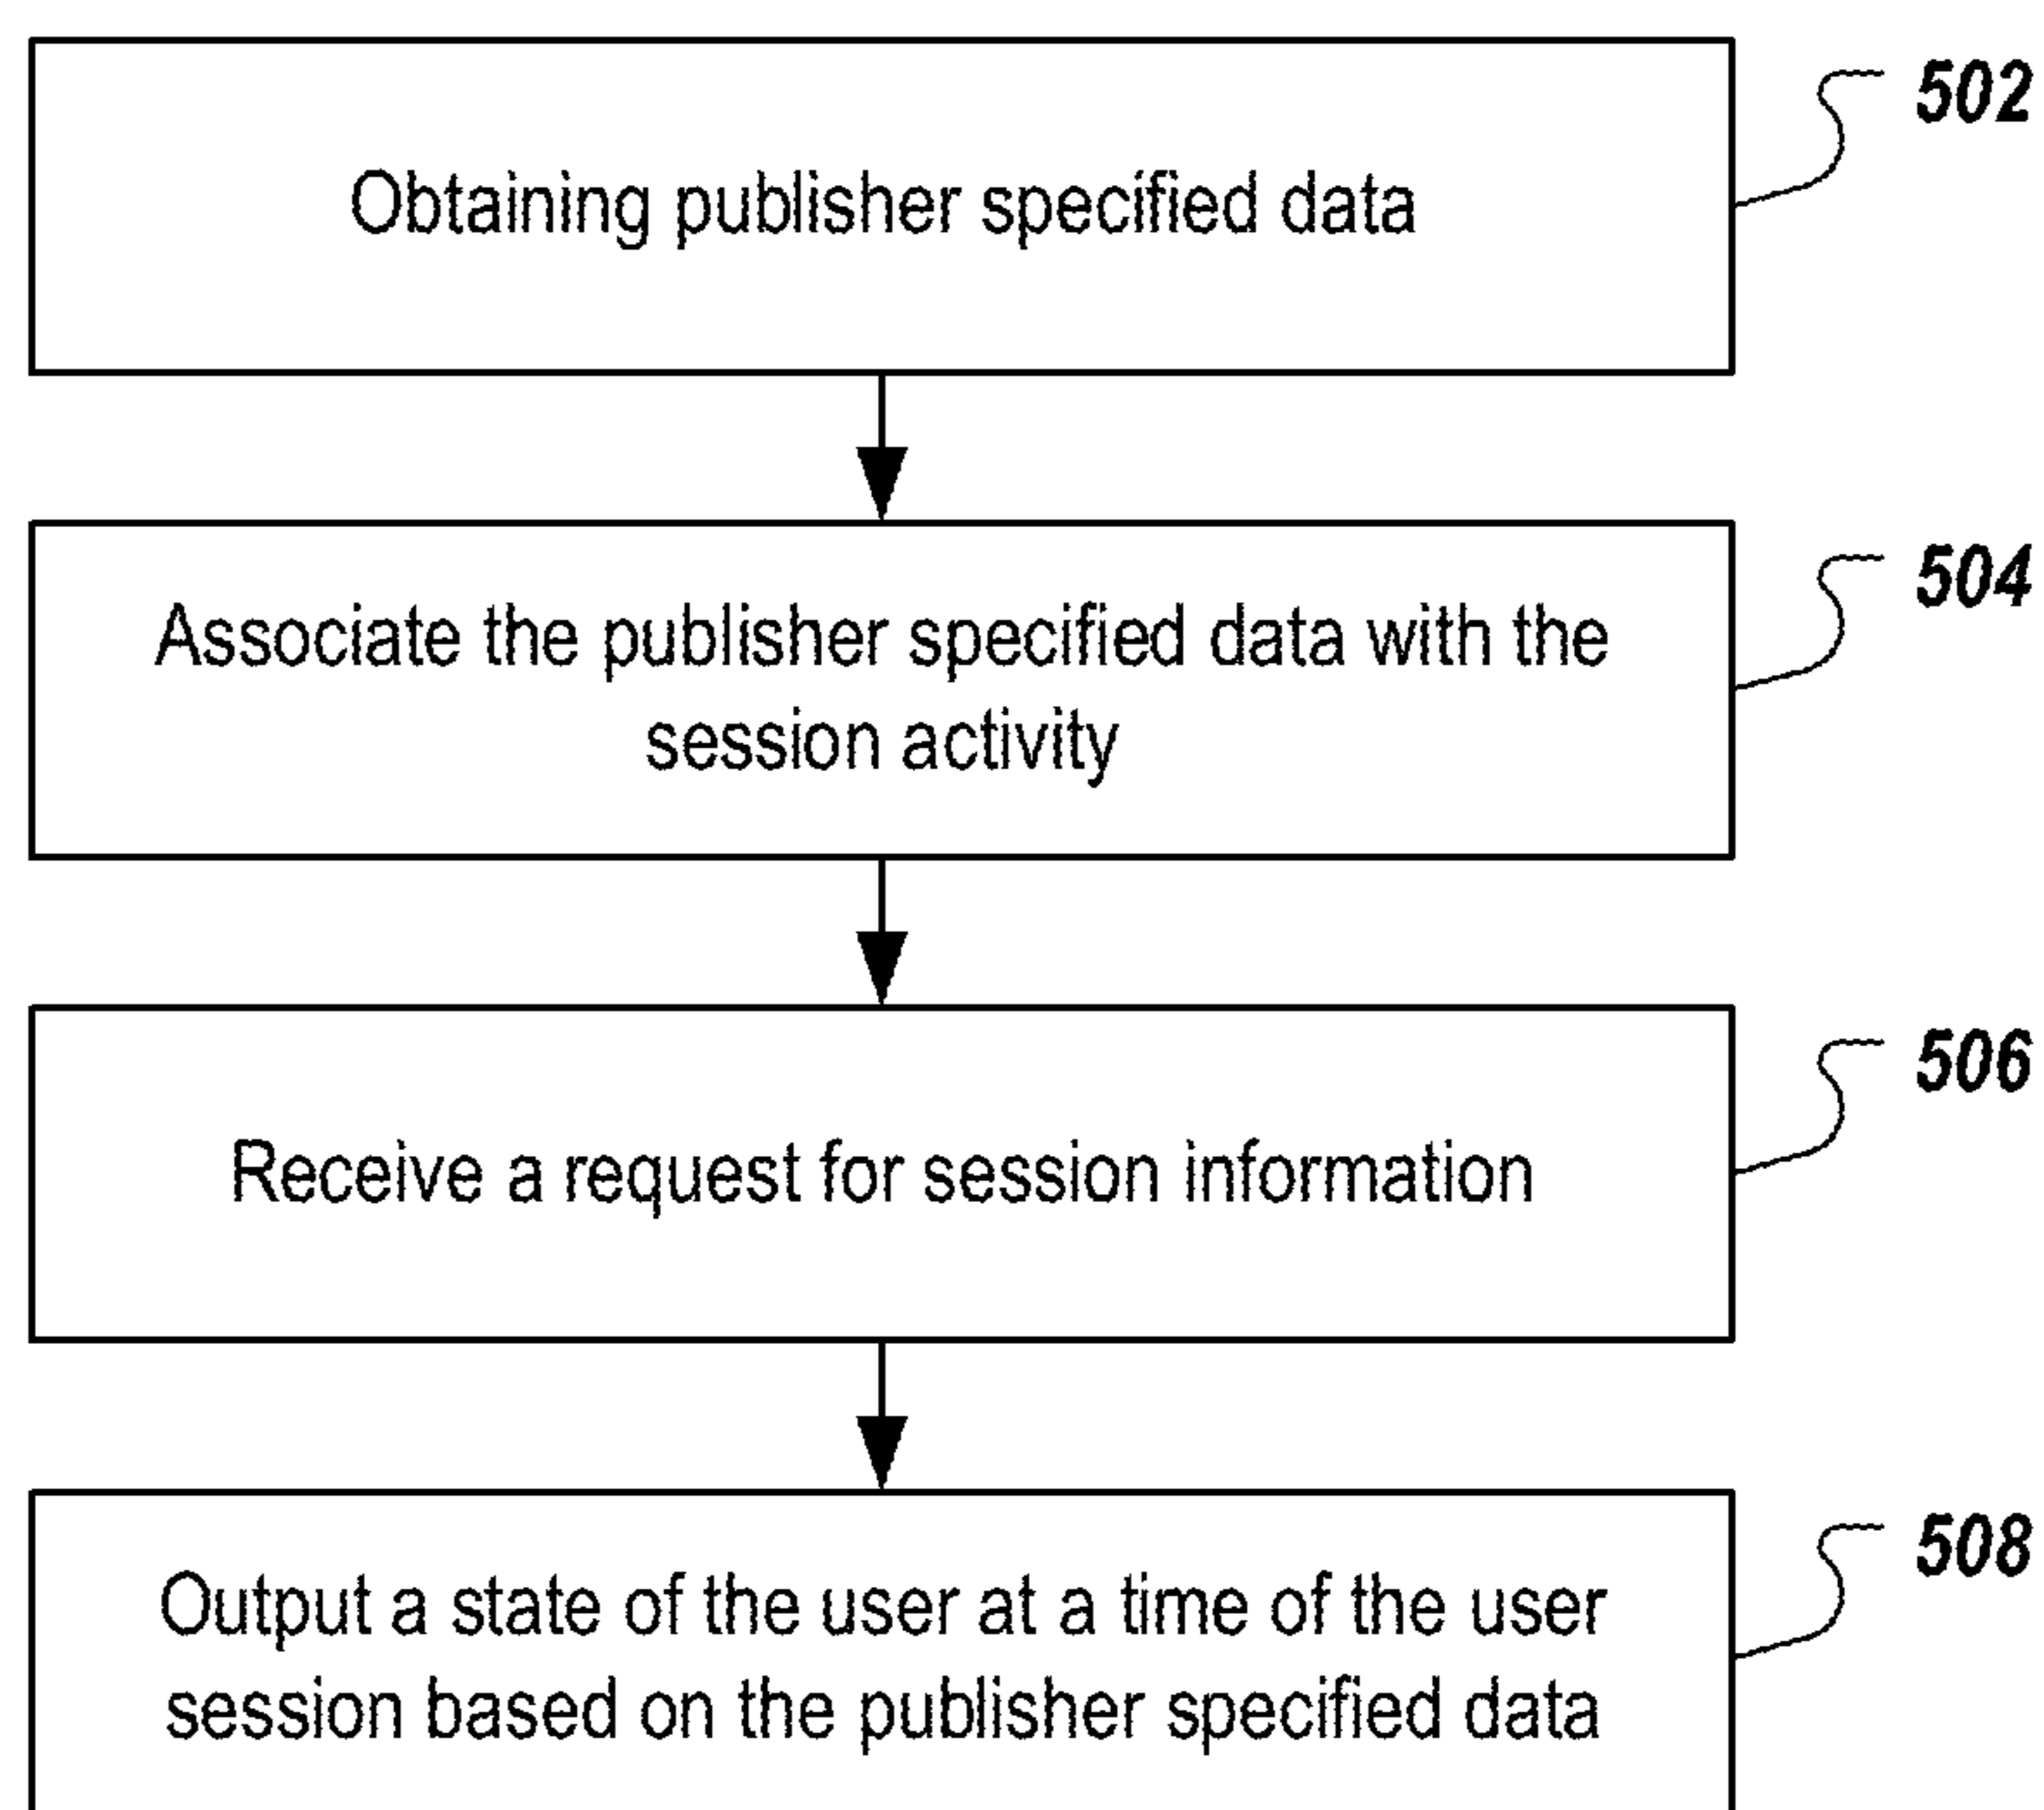 502
Obtaining publisher specified data
504
Associate the publisher specified data with the
session activity
506
Receive a request for session information
508
Output a state of the user at a time of the user
session based on the publisher specified data